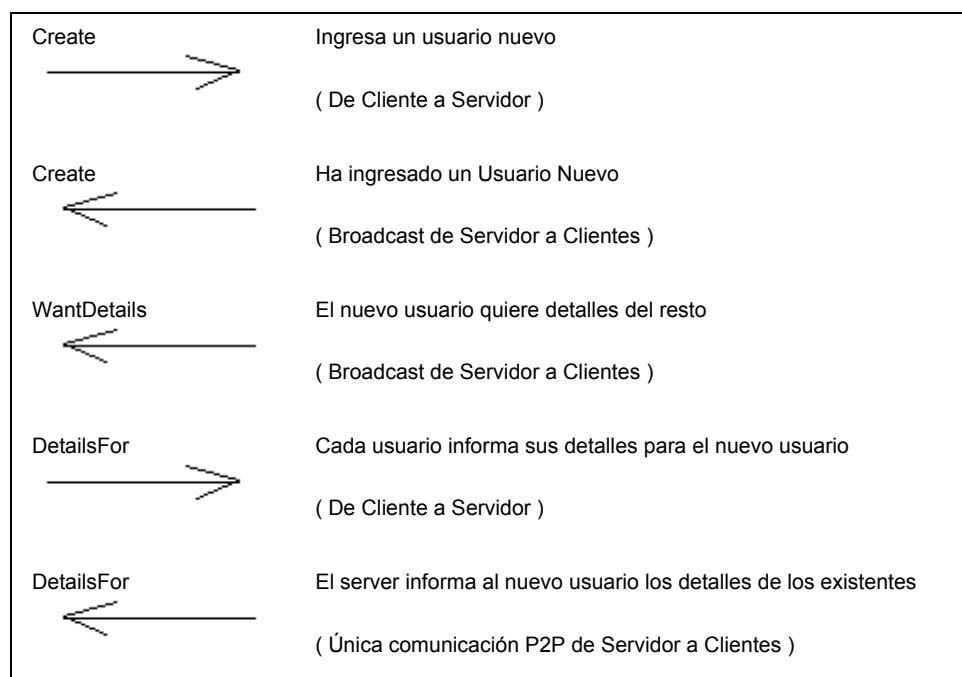 Create Ingresa un usuario nuevo
( De Cliente a Servidor )
Create Ha ingresado un Usuario Nuevo
( Broadcast de Servidor a Clientes )
WantDetails El nuevo usuario quiere detalles del resto
( Broadcast de Servidor a Clientes )
DetailsFor Cada usuario informa sus detalles para el nuevo usuario
( De Cliente a Servidor )
DetailsFor El server informa al nuevo usuario los detalles de los existentes
( Única comunicación P2P de Servidor a Clientes )